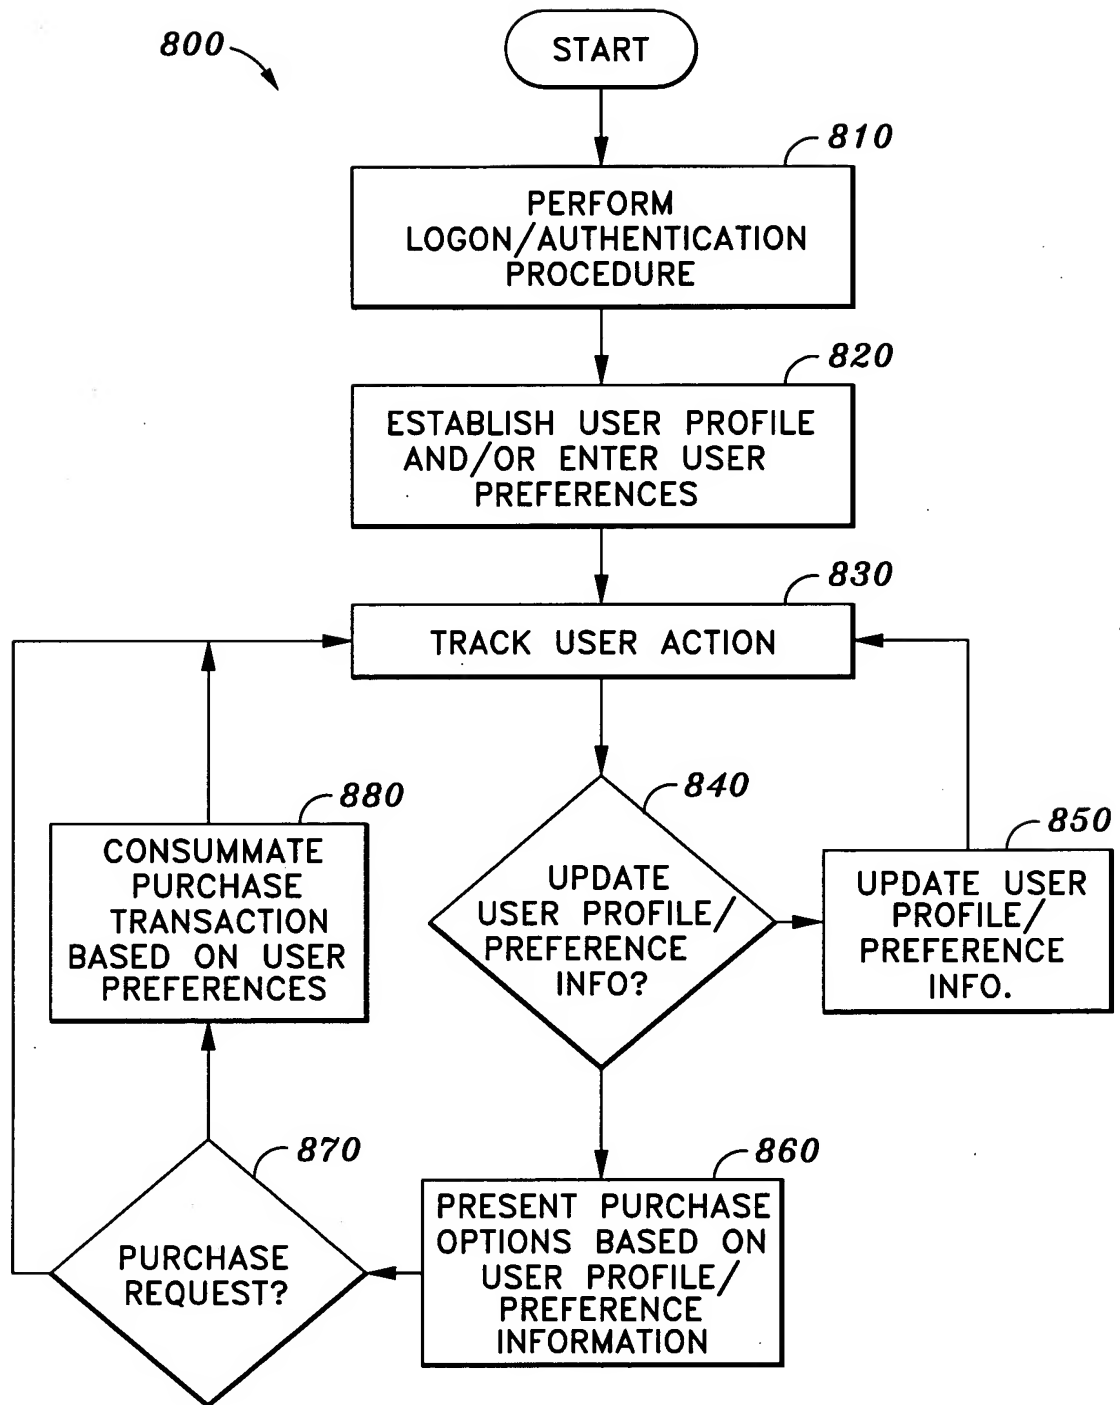 800
START
810
PERFORM
LOGON/AUTHENTICATION
PROCEDURE
820
ESTABLISH USER PROFILE
AND/OR ENTER USER
PREFERENCES
830
TRACK USER ACTION
840
UPDATE
USER PROFILE/
PREFERENCE
INFO?
850
UPDATE USER
PROFILE/
PREFERENCE
INFO.
880
CONSUMMATE
PURCHASE
TRANSACTION
BASED ON USER
PREFERENCES
870
PURCHASE
REQUEST?
860
PRESENT PURCHASE
OPTIONS BASED ON
USER PROFILE/
PREFERENCE
INFORMATION